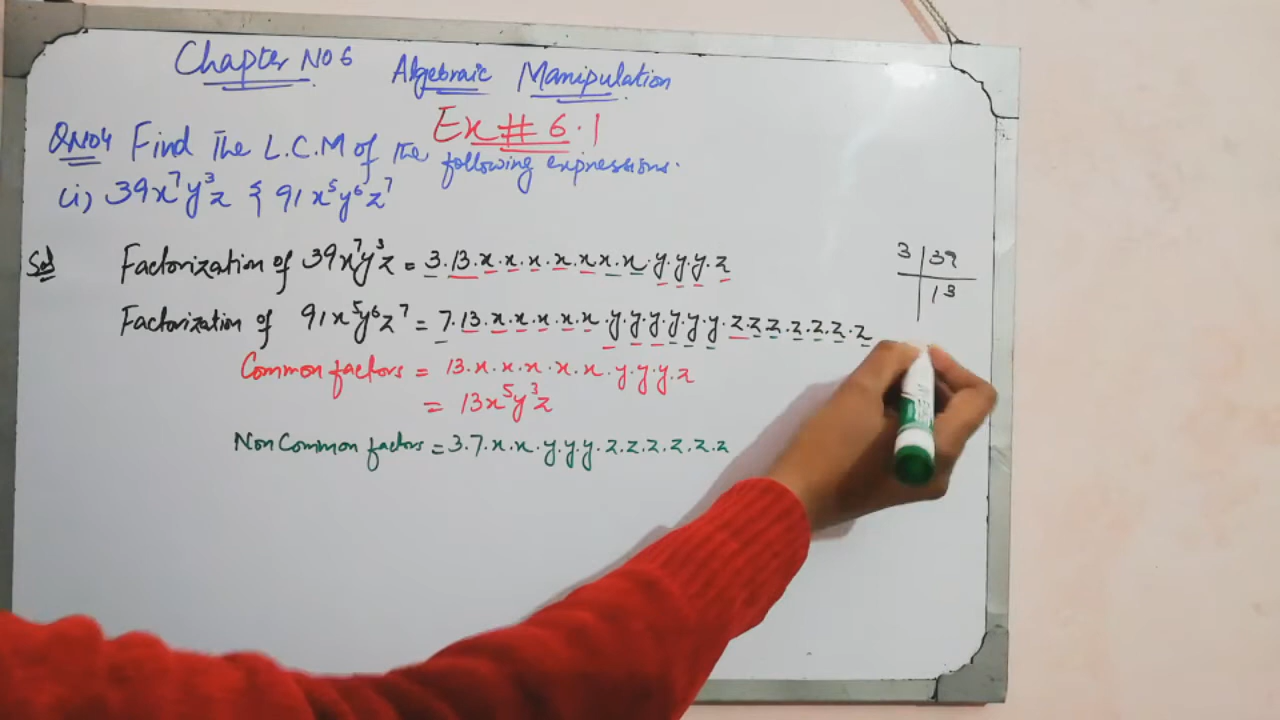 Chapter NO 6 Algebraic Manipulation
Ex # 6.1
QNO4 Find The L.C.M of the following expressions.
(i) 39x⁷y³z & 91x⁵y⁶z⁷
Sol Factorization of 39x⁷y³z = 3.13.x.x.x.x.x.x.x.y.y.y.z
Factorization of 91x⁵y⁶z⁷ = 7.13.x.x.x.x.x.y.y.y.y.y.y.z.z.z.z.z.z.z
Common factors = 13.x.x.x.x.x.y.y.y.z
= 13x⁵y³z
Non Common factors = 3.7.x.x.y.y.y.z.z.z.z.z.z
3 39
13